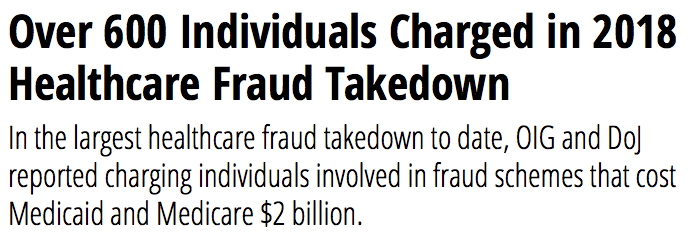 Over 600 Individuals Charged in 2018
Healthcare Fraud Takedown
In the largest healthcare fraud takedown to date, OIG and DoJ
reported charging individuals involved in fraud schemes that cost
Medicaid and Medicare $2 billion.